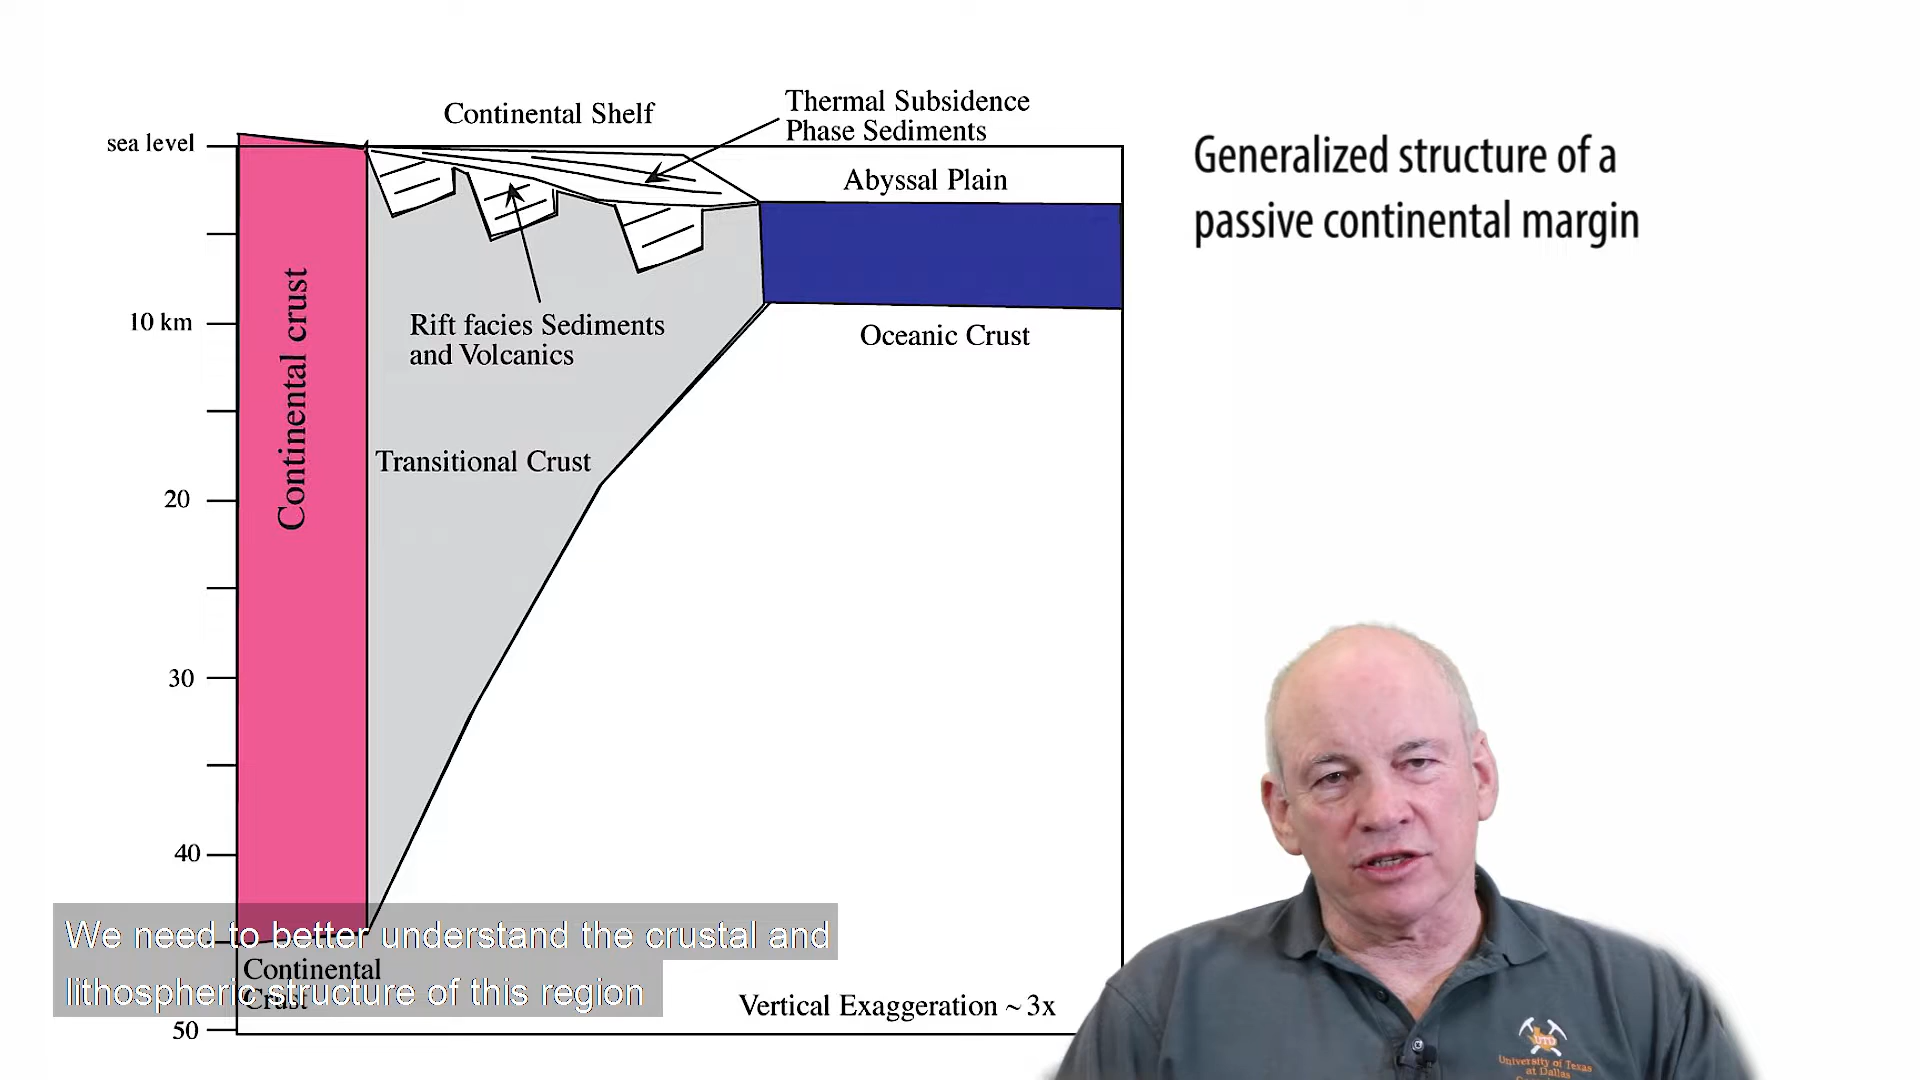 Continental Shelf
Thermal Subsidence
Phase Sediments
sea level
Abyssal Plain
Generalized structure of a
passive continental margin
10 km
Rift facies Sediments
and Volcanics
Oceanic Crust
Continental crust
Transitional Crust
20
30
40
We need to better understand the crustal and
lithospheric structure of this region
Continental
Crust
Vertical Exaggeration ~ 3x
50
UTD
University of Texas
at Dallas